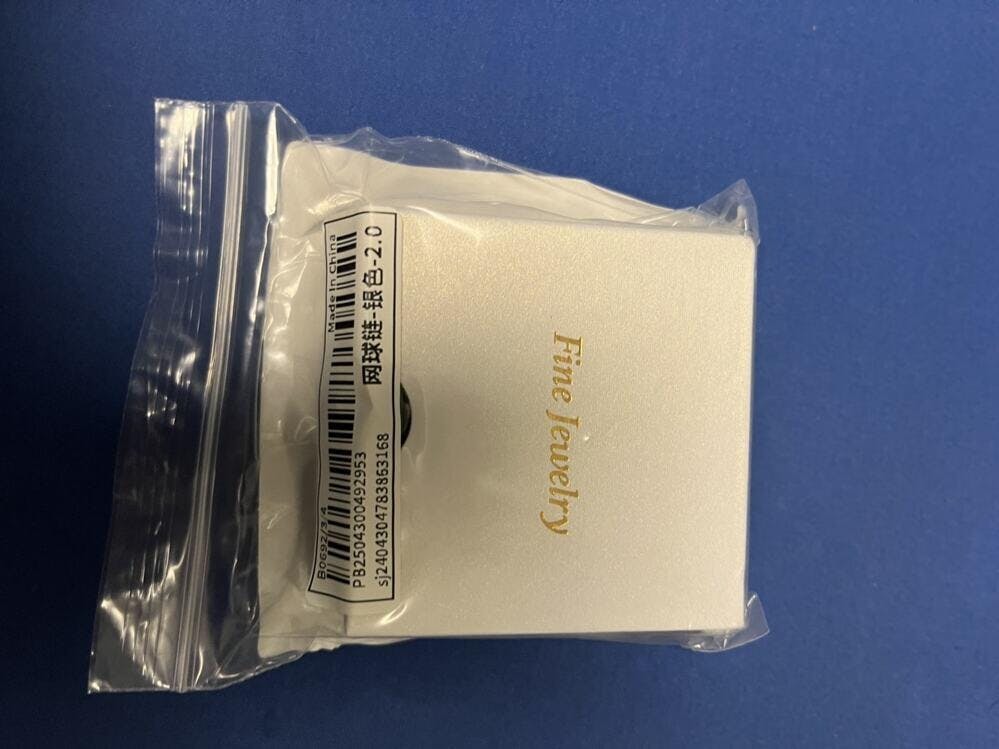 B0692/3/4
Made In China
PB2504300492953
网球链-银色-2.0
sj2404304783863168
Fine Jewelry